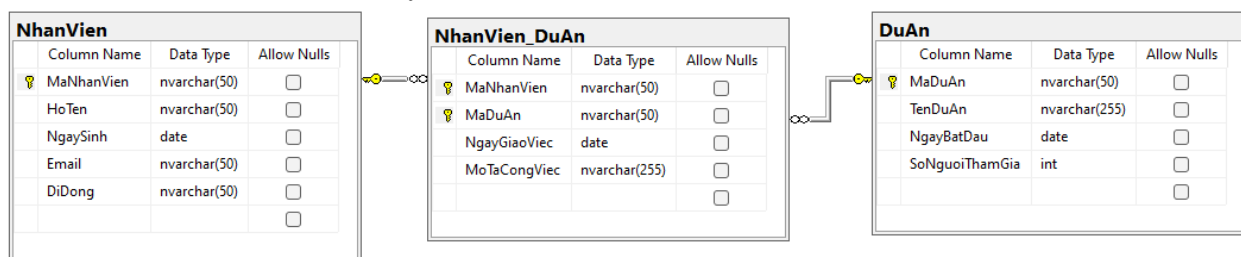 NhanVien
Column Name Data Type Allow Nulls
MaNhanVien nvarchar(50)
HoTen nvarchar(50)
NgaySinh date
Email nvarchar(50)
DiDong nvarchar(50)
NhanVien_DuAn
Column Name Data Type Allow Nulls
MaNhanVien nvarchar(50)
MaDuAn nvarchar(50)
NgayGiaoViec date
MoTaCongViec nvarchar(255)
DuAn
Column Name Data Type Allow Nulls
MaDuAn nvarchar(50)
TenDuAn nvarchar(255)
NgayBatDau date
SoNguoiThamGia int